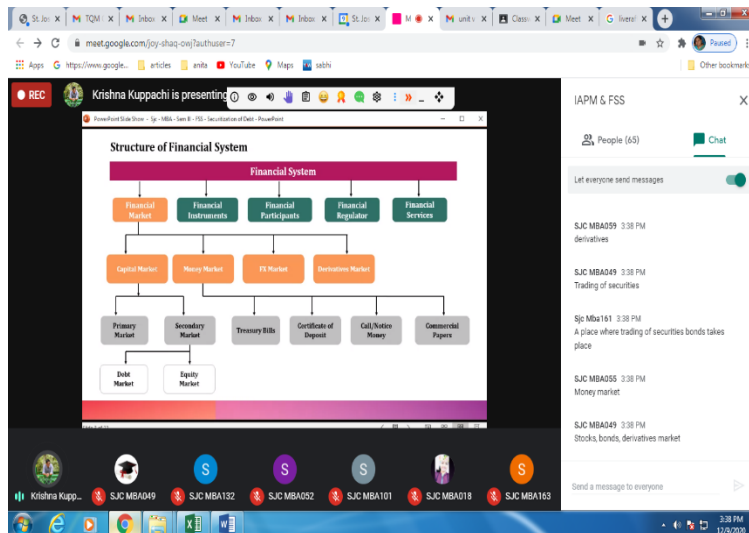 St. Jo:
TQM
Inbox
Meet
Inbox
Inbox
St. Jo:
M
unit v
Classv
Meet
liveral
meet.google.com/joy-shaq-owj?authuser=7
Paused
Apps
https://www.google...
articles
anita
YouTube
Maps
sabhi
Other bookmarks
REC
Krishna Kuppachi is presenting
PowerPoint Slide Show - Sjc - MBA - Sem III - FSS - Securitization of Debt - PowerPoint
Structure of Financial System
Financial System
Financial Market
Financial Instruments
Financial Participants
Financial Regulator
Financial Services
Capital Market
Money Market
FX Market
Derivatives Market
Primary Market
Secondary Market
Treasury Bills
Certificate of Deposit
Call/Notice Money
Commercial Papers
Debt Market
Equity Market
Krishna Kupp...
SJC MBA049
SJC MBA132
SJC MBA052
SJC MBA101
SJC MBA018
SJC MBA163
IAPM & FSS
People (65)
Chat
Let everyone send messages
SJC MBA059 3:38 PM
derivatives
SJC MBA049 3:38 PM
Trading of securities
Sjc Mba161 3:38 PM
A place where trading of securities bonds takes
place
SJC MBA055 3:38 PM
Money market
SJC MBA049 3:38 PM
Stocks, bonds, derivatives market
Send a message to everyone
3:38 PM
12/9/2020